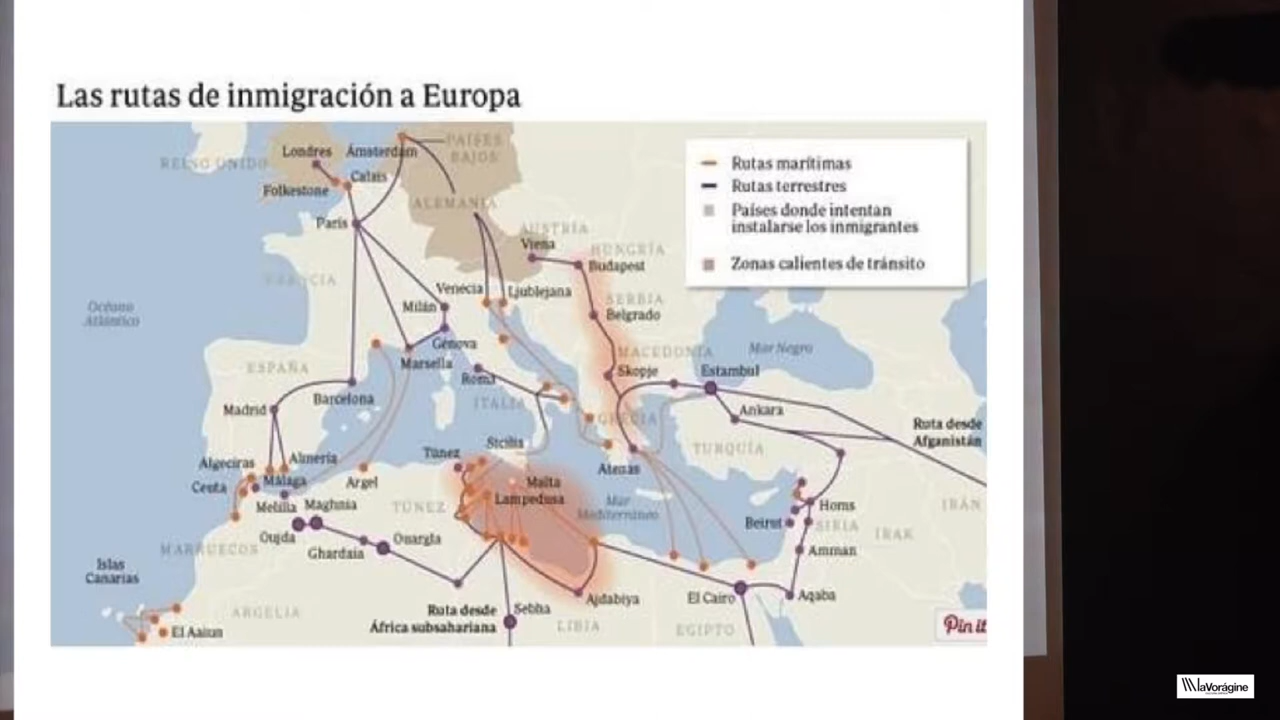 Las rutas de inmigración a Europa
Rutas marítimas
Rutas terrestres
Países donde intentan
instalarse los inmigrantes
Zonas calientes de tránsito
REINO UNIDO
Londres
Ámsterdam
PAÍSES
BAJOS
Folkestone
Calais
París
ALEMANIA
AUSTRIA
Viena
HUNGRÍA
Budapest
FRANCIA
Océano
Atlántico
Venecia
Ljublejana
Milán
SERBIA
Belgrado
Génova
Marsella
MACEDONIA
Mar Negro
ESPAÑA
Roma
Skopje
Estambul
Barcelona
ITALIA
Madrid
GRECIA
Ankara
Ruta desde
Afganistán
TURQUÍA
Sicilia
Túnez
Algeciras
Almería
Atenas
Ceuta
Málaga
Argel
Malta
Lampedusa
Melilla
Maghnia
TÚNEZ
Mar
Mediterráneo
Homs
IRÁN
Beirut
SIRIA
IRAK
Oujda
Ouargla
MARRUECOS
Ghardaia
Amman
Islas
Canarias
Ajdabiya
El Cairo
Aqaba
ARGELIA
Ruta desde
África subsahariana
Sebha
LIBIA
EGIPTO
El Aaiun
Pin it
laVorágine